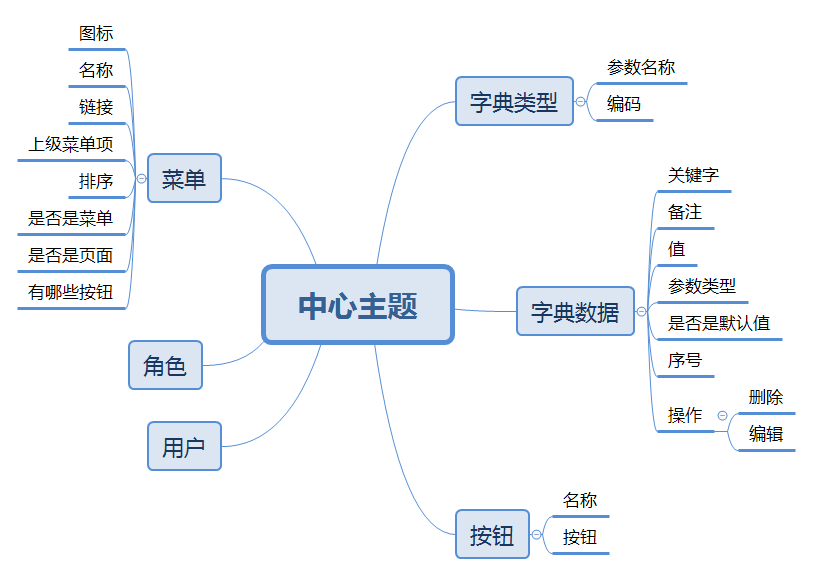 中心主题
字典类型
参数名称
编码
字典数据
关键字
备注
值
参数类型
是否是默认值
序号
操作
删除
编辑
按钮
名称
按钮
菜单
图标
名称
链接
上级菜单项
排序
是否是菜单
是否是页面
有哪些按钮
角色
用户